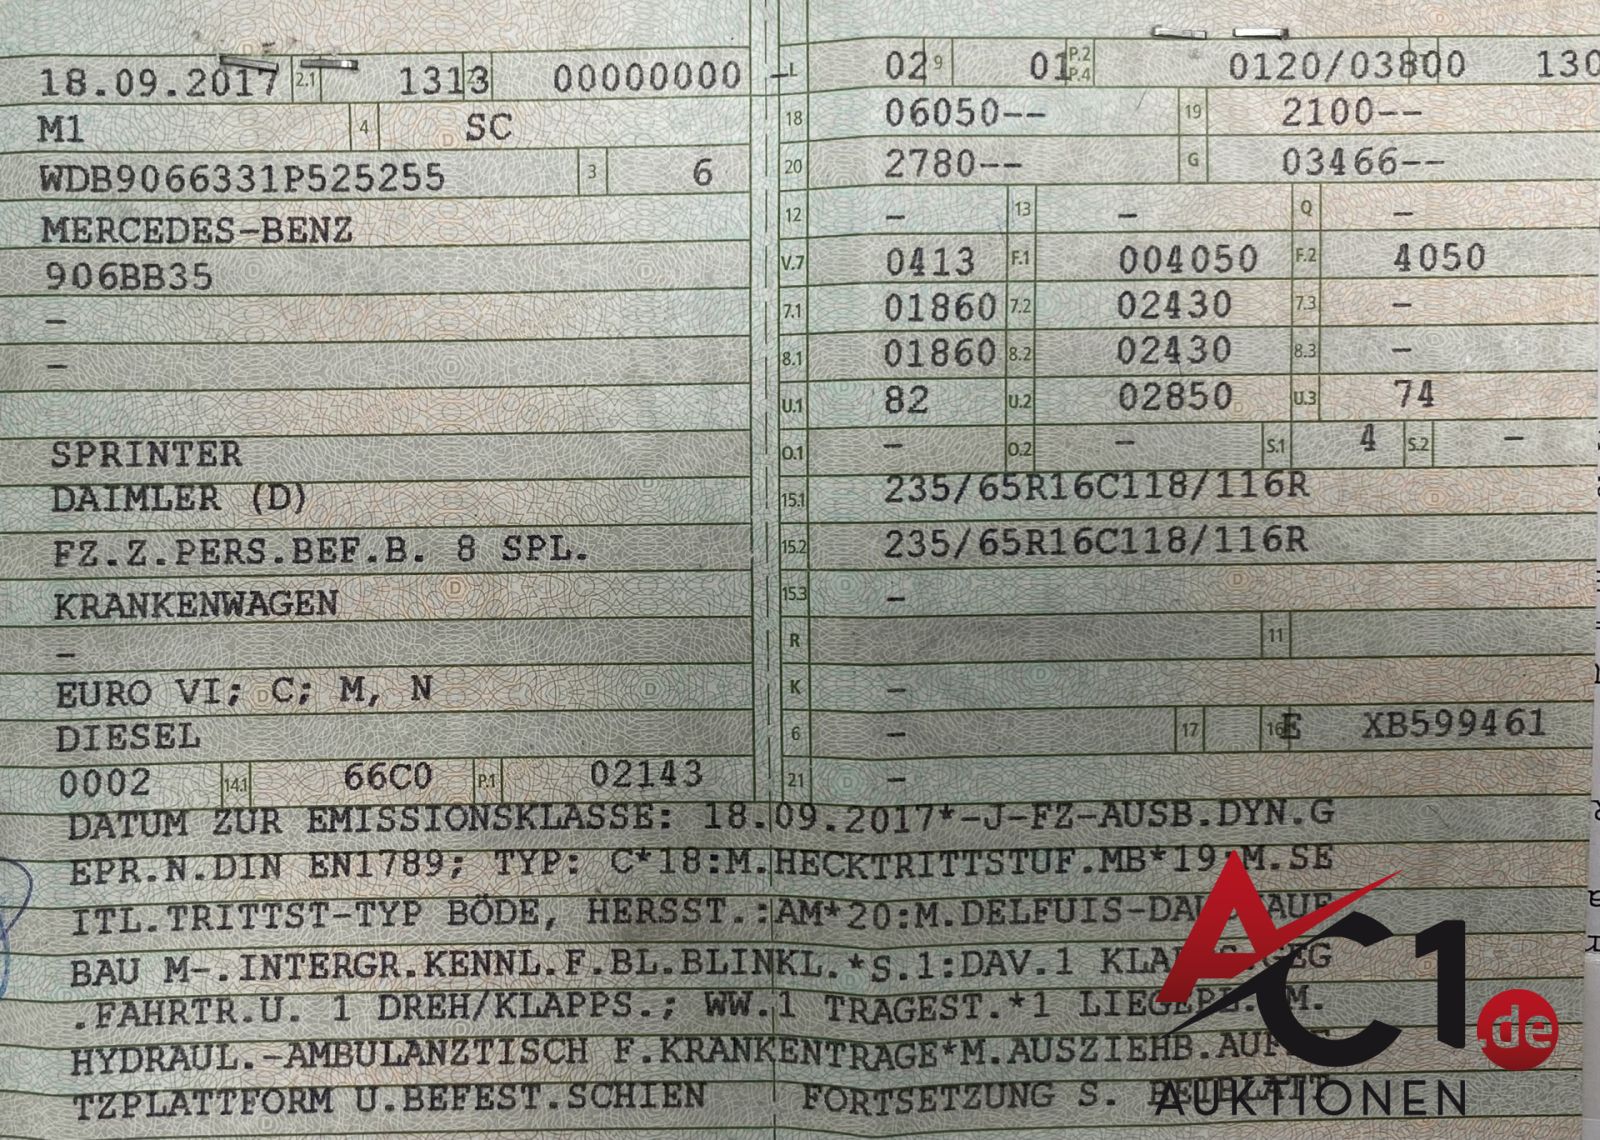 18.09.2017 2.1 1313 00000000 L 02 9 01 P.2 P.4 0120/03800 130
M1 4 SC 18 06050-- 19 2100--
WDB9066331P525255 3 6 20 2780-- G 03466--
MERCEDES-BENZ 12 – 13 – Q –
906BB35 V.7 0413 F.1 004050 F.2 4050
– 7.1 01860 7.2 02430 7.3 –
– 8.1 01860 8.2 02430 8.3 –
U.1 82 U.2 02850 U.3 74
SPRINTER O.1 – O.2 – S.1 4 S.2 –
DAIMLER (D) 15.1 235/65R16C118/116R
FZ.Z.PERS.BEF.B. 8 SPL. 15.2 235/65R16C118/116R
KRANKENWAGEN 15.3 –
– R 11
EURO VI; C; M, N K –
DIESEL 6 – 17 16 E XB599461
0002 14.1 66C0 P.1 02143 21 –
DATUM ZUR EMISSIONSKLASSE: 18.09.2017*-J-FZ-AUSB.DYN.G
EPR.N.DIN EN1789; TYP: C*18:M.HECKTRITTSTUF.MB*19:M.SE
ITL.TRITTST-TYP BÖDE, HERSST.:AM*20:M.DELFUIS-DA
BAU M-.INTERGR.KENNL.F.BL.BLINKL.*S.1:DAV.1 KLA
.FAHRTR.U. 1 DREH/KLAPPS.; WW.1 TRAGEST.*1 M.
HYDRAUL.-AMBULANZTISCH F.KRANKENTRAGE*M.AUSZIEHB.AUF
TZPLATTFORM U.BEFEST.SCHIEN FORTSETZUNG S. BEIBLATT
AC1.de
AUKTIONEN